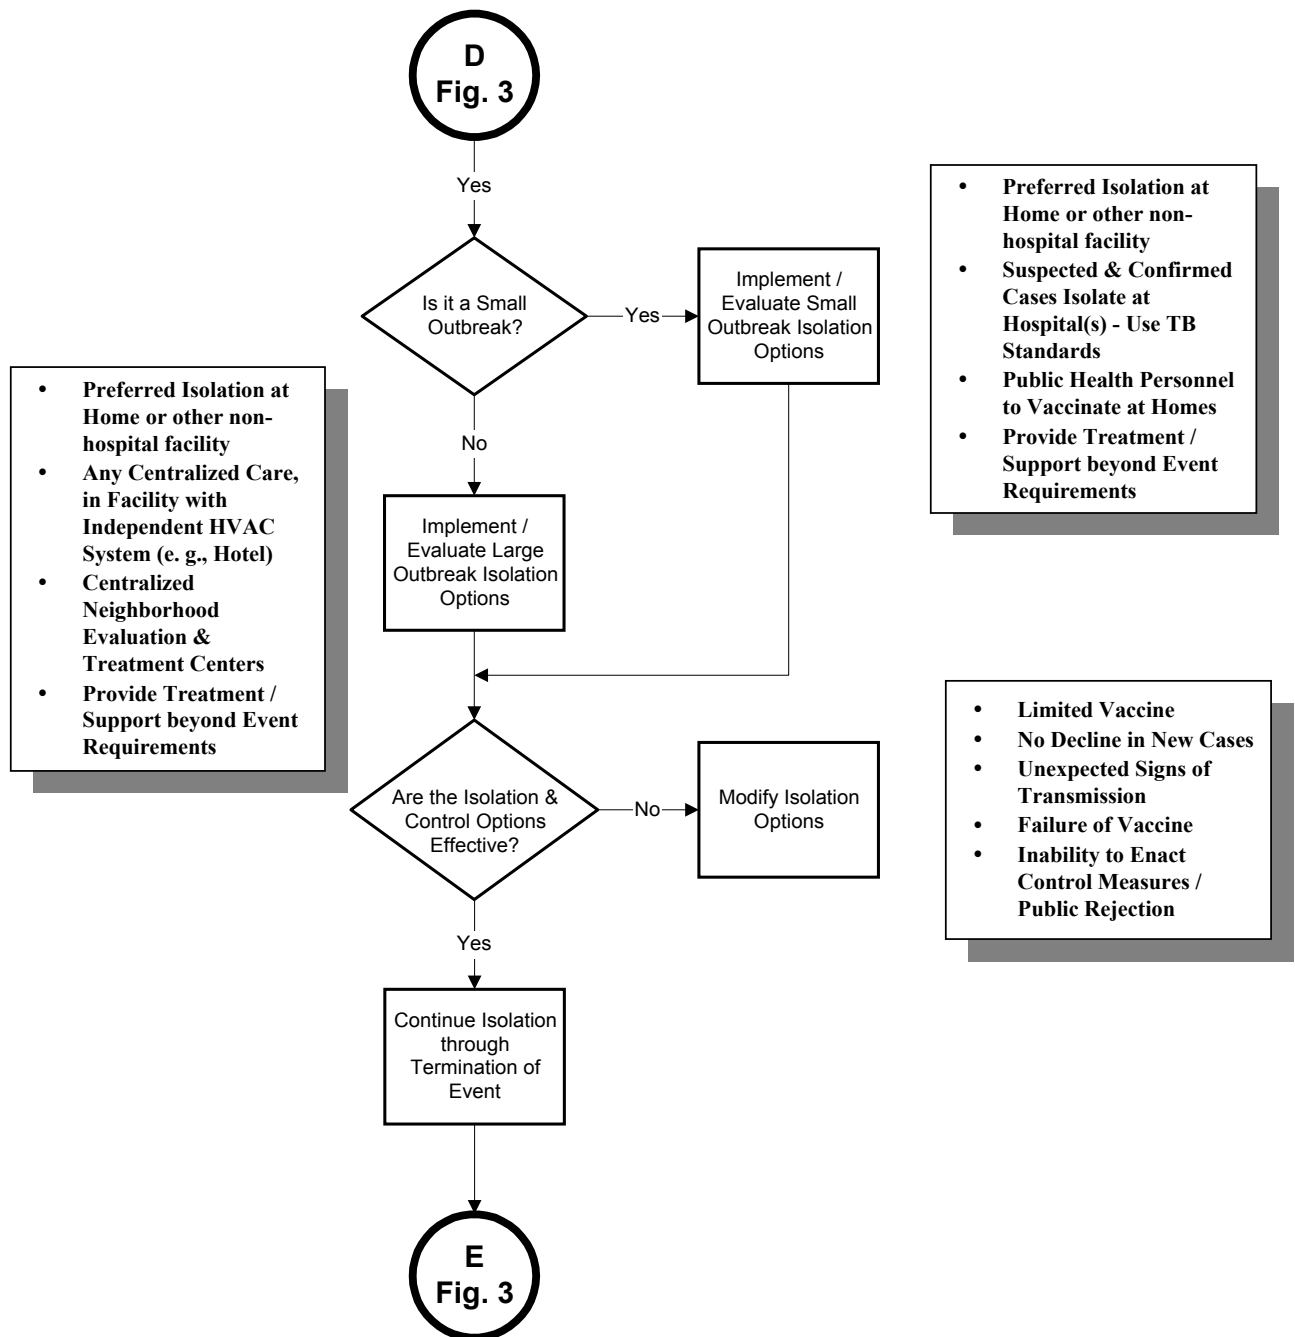 D
Fig. 3
Yes
Is it a Small
Outbreak?
Yes
Implement /
Evaluate Small
Outbreak Isolation
Options
• Preferred Isolation at
Home or other non-
hospital facility
• Suspected & Confirmed
Cases Isolate at
Hospital(s) - Use TB
Standards
• Public Health Personnel
to Vaccinate at Homes
• Provide Treatment /
Support beyond Event
Requirements
• Preferred Isolation at
Home or other non-
hospital facility
• Any Centralized Care,
in Facility with
Independent HVAC
System (e. g., Hotel)
• Centralized
Neighborhood
Evaluation &
Treatment Centers
• Provide Treatment /
Support beyond Event
Requirements
No
Implement /
Evaluate Large
Outbreak Isolation
Options
Are the Isolation &
Control Options
Effective?
No
Modify Isolation
Options
• Limited Vaccine
• No Decline in New Cases
• Unexpected Signs of
Transmission
• Failure of Vaccine
• Inability to Enact
Control Measures /
Public Rejection
Yes
Continue Isolation
through
Termination of
Event
E
Fig. 3